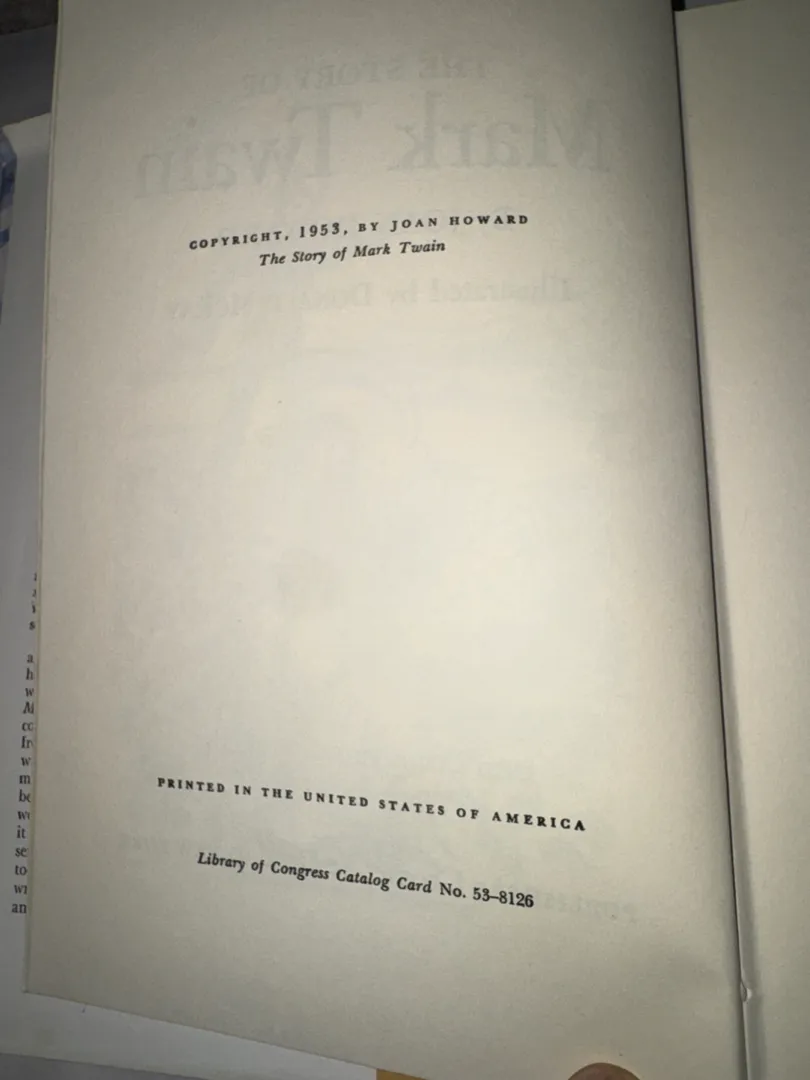 COPYRIGHT, 1953, BY JOAN HOWARD
The Story of Mark Twain
PRINTED IN THE UNITED STATES OF AMERICA
Library of Congress Catalog Card No. 53–8126